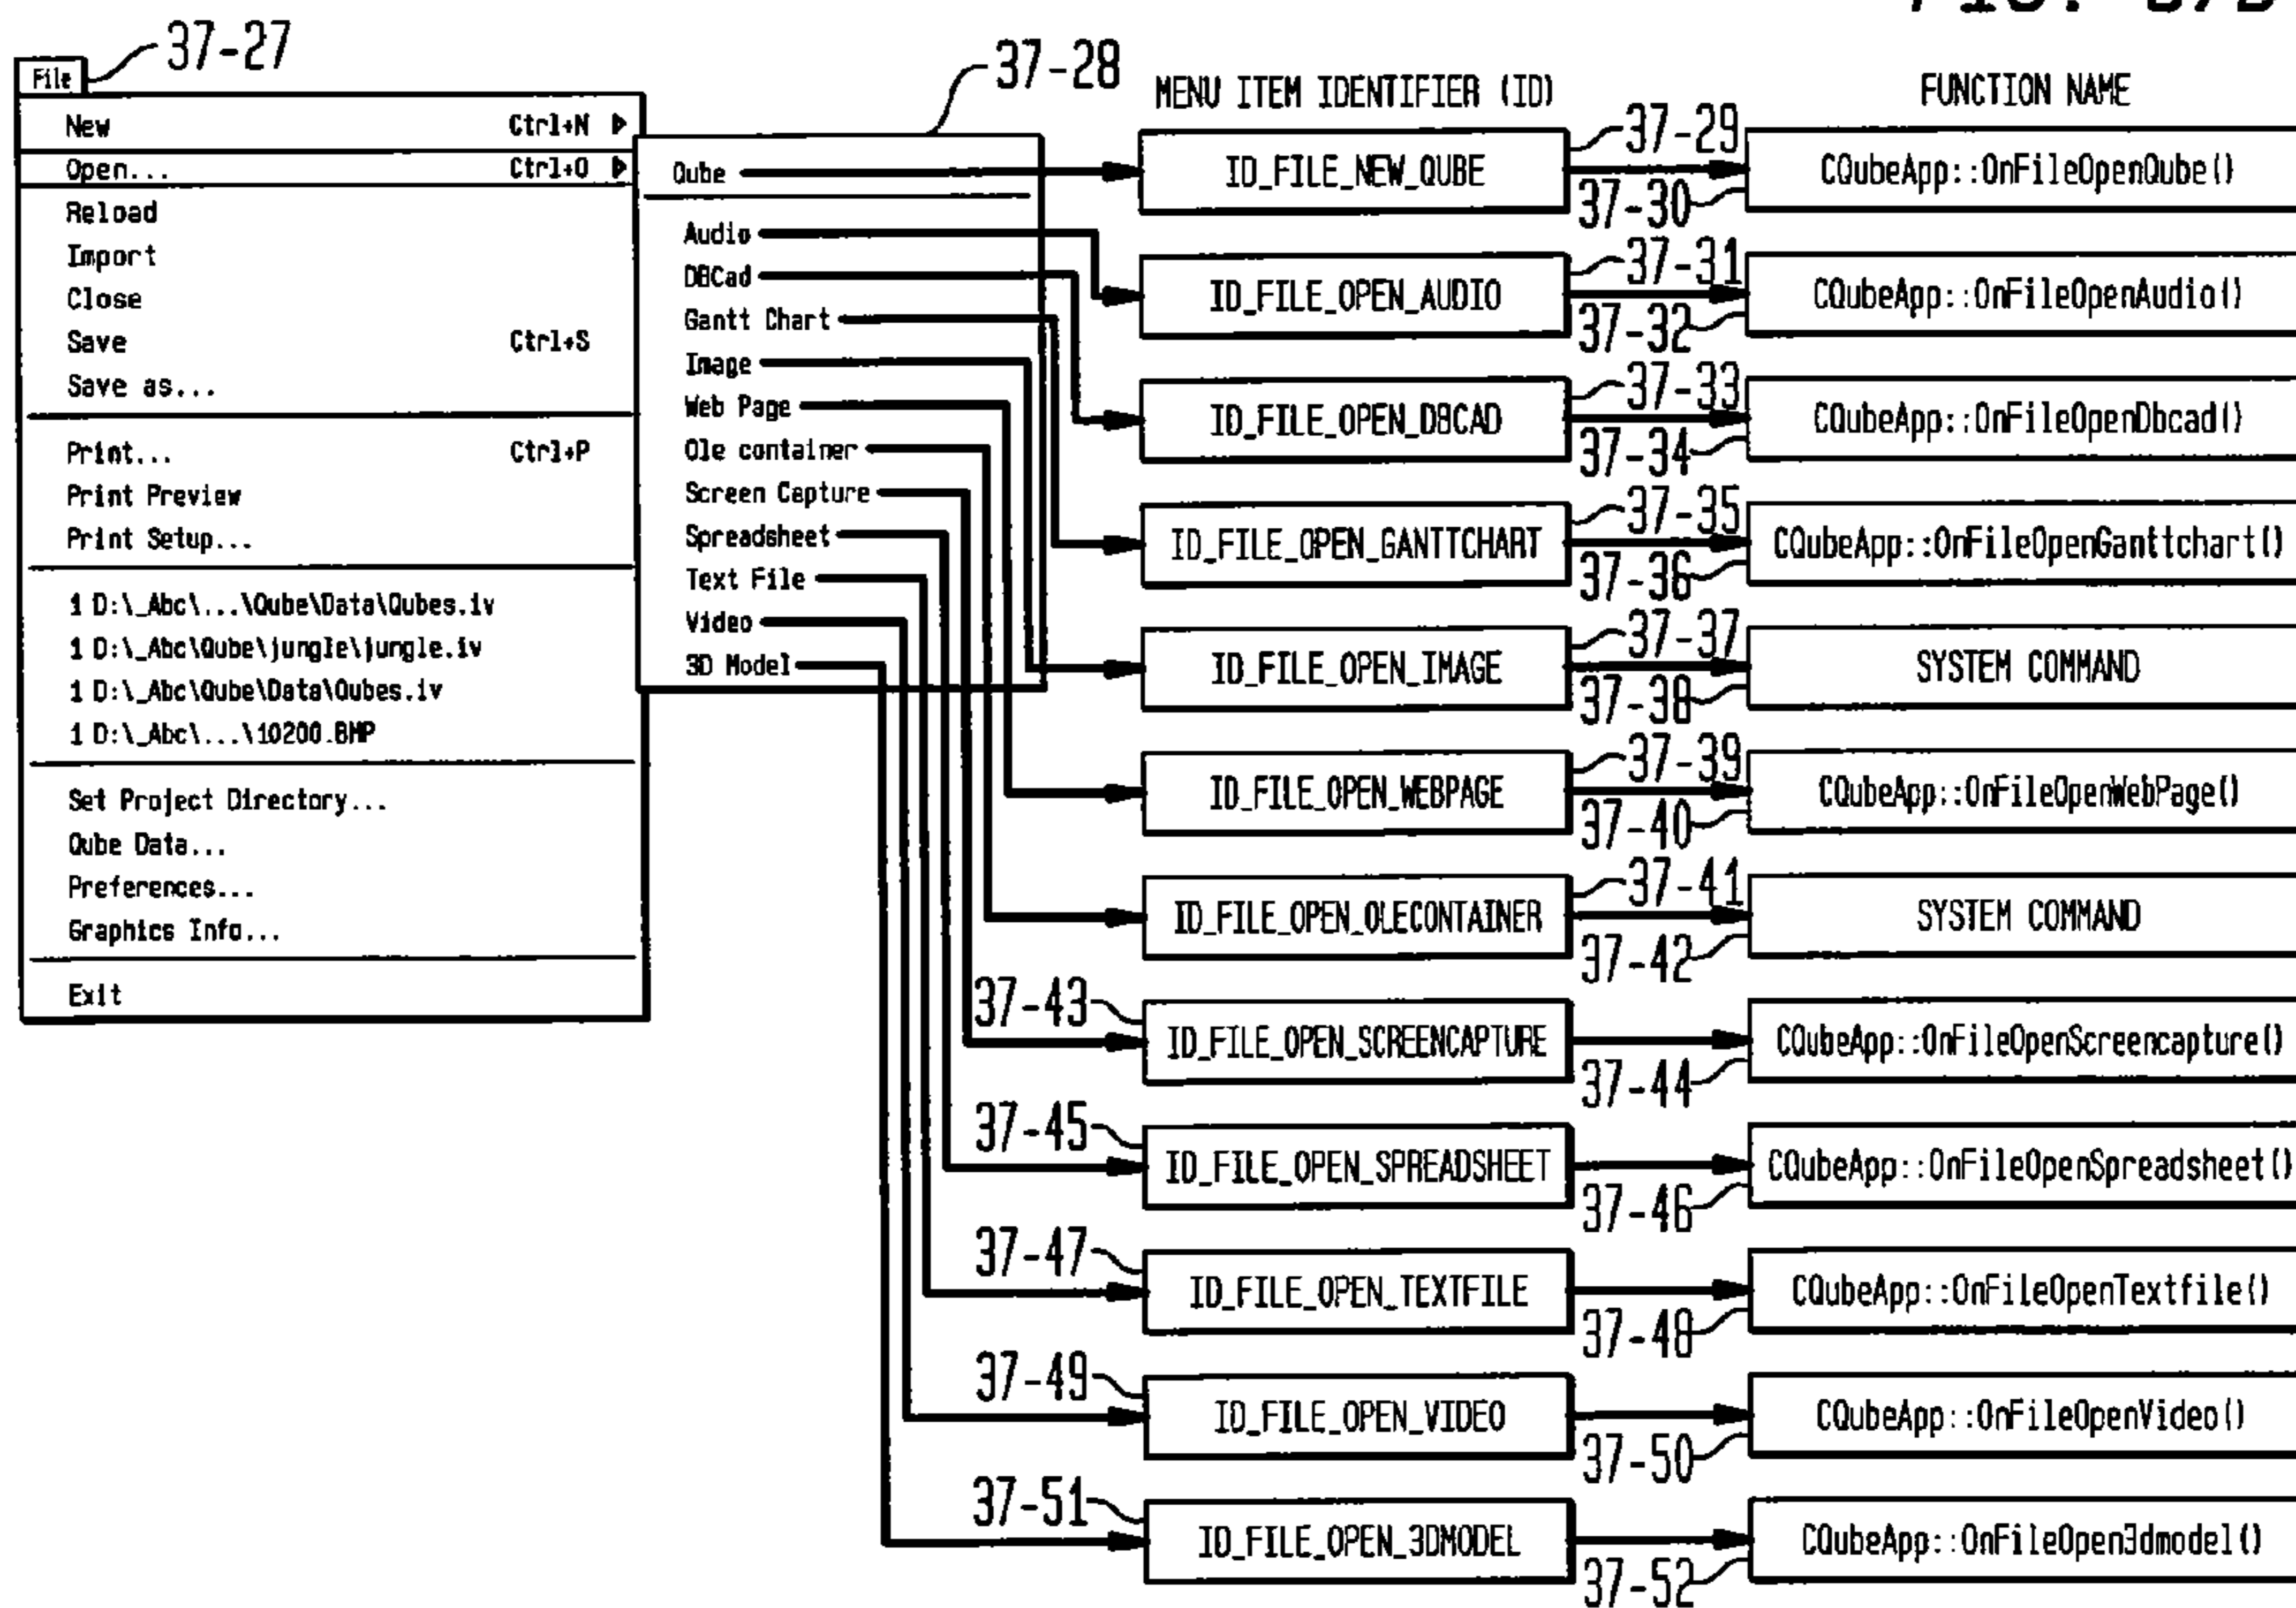 37-27
File
New Ctrl+N
Open... Ctrl+O
Reload
Import
Close
Save Ctrl+S
Save as...
Print... Ctrl+P
Print Preview
Print Setup...
1 D:\_Abc\...\Qube\Data\Qubes.iv
1 D:\_Abc\Qube\jungle\jungle.iv
1 D:\_Abc\Qube\Data\Qubes.iv
1 D:\_Abc\...\10200.BMP
Set Project Directory...
Qube Data...
Preferences...
Graphics Info...
Exit
37-28
Qube
Audio
DBCad
Gantt Chart
Image
Web Page
Ole container
Screen Capture
Spreadsheet
Text File
Video
3D Model
MENU ITEM IDENTIFIER (ID) FUNCTION NAME
37-29
ID_FILE_NEW_QUBE CQubeApp::OnFileOpenQube()
37-30
37-31
ID_FILE_OPEN_AUDIO CQubeApp::OnFileOpenAudio()
37-32
37-33
ID_FILE_OPEN_DBCAD CQubeApp::OnFileOpenDbcad()
37-34
37-35
ID_FILE_OPEN_GANTTCHART CQubeApp::OnFileOpenGanttchart()
37-36
37-37
ID_FILE_OPEN_IMAGE SYSTEM COMMAND
37-38
37-39
ID_FILE_OPEN_WEBPAGE CQubeApp::OnFileOpenWebPage()
37-40
37-41
ID_FILE_OPEN_OLECONTAINER SYSTEM COMMAND
37-42
37-43
ID_FILE_OPEN_SCREENCAPTURE CQubeApp::OnFileOpenScreencapture()
37-44
37-45
ID_FILE_OPEN_SPREADSHEET CQubeApp::OnFileOpenSpreadsheet()
37-46
37-47
ID_FILE_OPEN_TEXTFILE CQubeApp::OnFileOpenTextfile()
37-48
37-49
ID_FILE_OPEN_VIDEO CQubeApp::OnFileOpenVideo()
37-50
37-51
ID_FILE_OPEN_3DMODEL CQubeApp::OnFileOpen3dmodel()
37-52